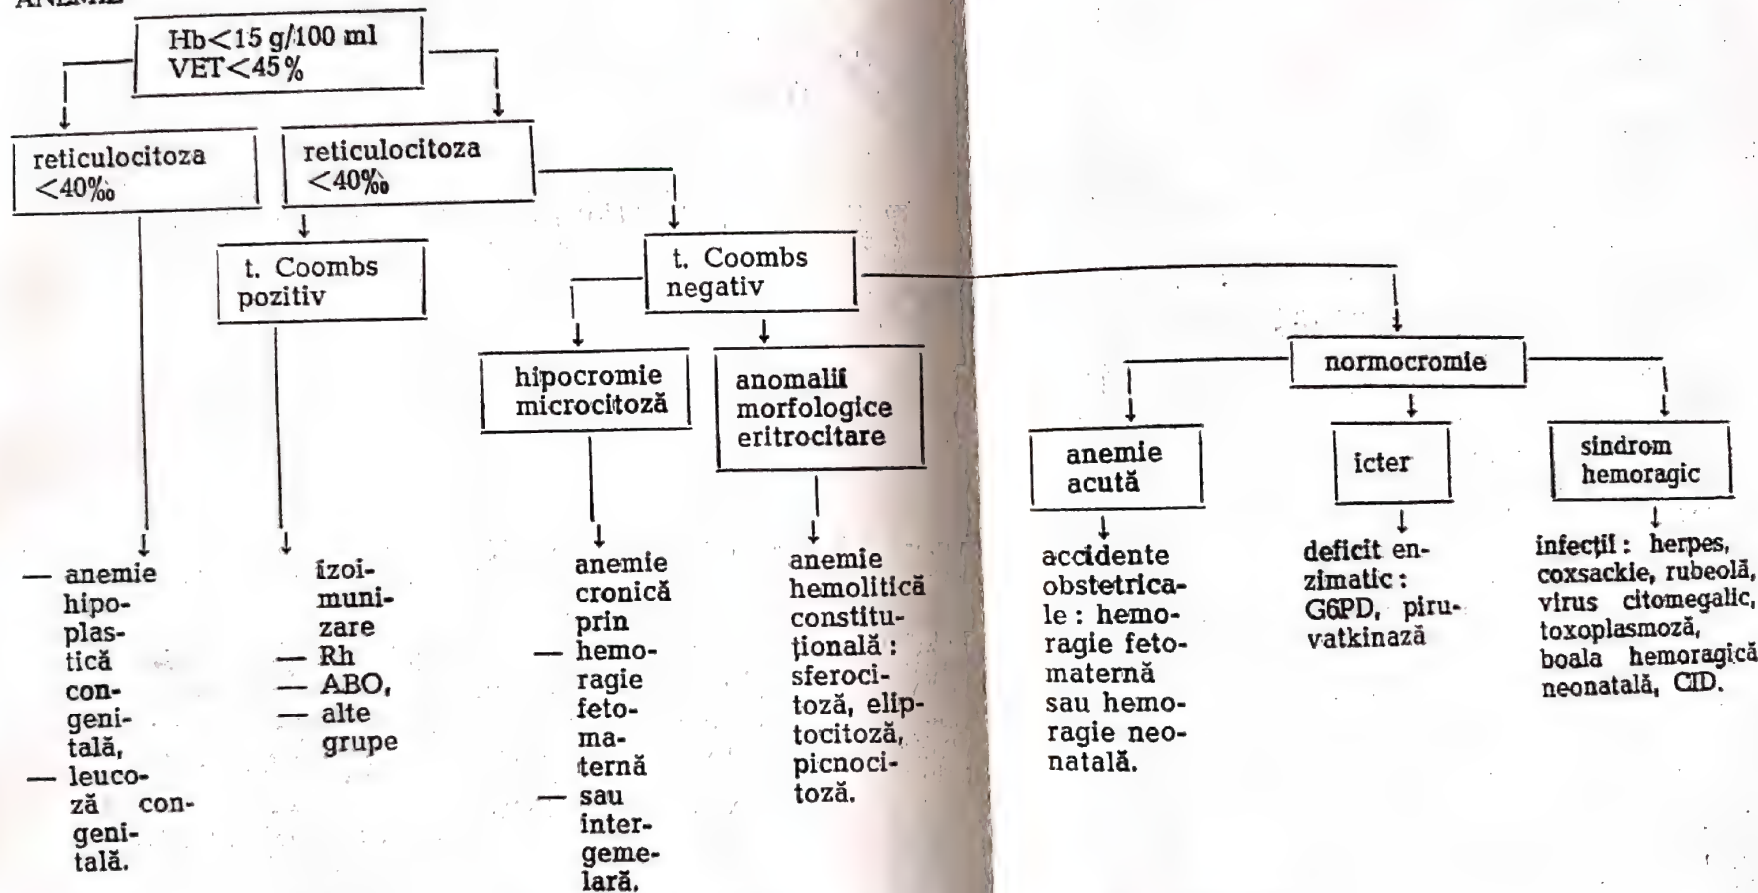 ANEMIE
Hb<15 g/100 ml
VET<45%
reticulocitoza
<40‰
reticulocitoza
<40‰
t. Coombs
pozitiv
t. Coombs
negativ
hipocromie
microcitoză
anomalii
morfologice
eritrocitare
normocromie
anemie
acută
icter
sindrom
hemoragic
— anemie
hipo-
plas-
tică
con-
geni-
tală,
— leuco-
ză con-
geni-
tală.
izoi-
muni-
zare
— Rh
— ABO,
— alte
grupe
anemie
cronică
prin
— hemo-
ragie
feto-
ma-
ternă
— sau
inter-
geme-
lară.
anemie
hemolitică
constitu-
țională :
sferoci-
toză, elip-
tocitoză,
picnoci-
toză.
accidente
obstetrica-
le : hemo-
ragie feto-
maternă
sau hemo-
ragie neo-
natală.
deficit en-
zimatic :
G6PD, piru-
vatkinază
infecții : herpes,
coxsackie, rubeolă,
virus citomegalic,
toxoplasmoză,
boala hemoragică
neonatală, CID.